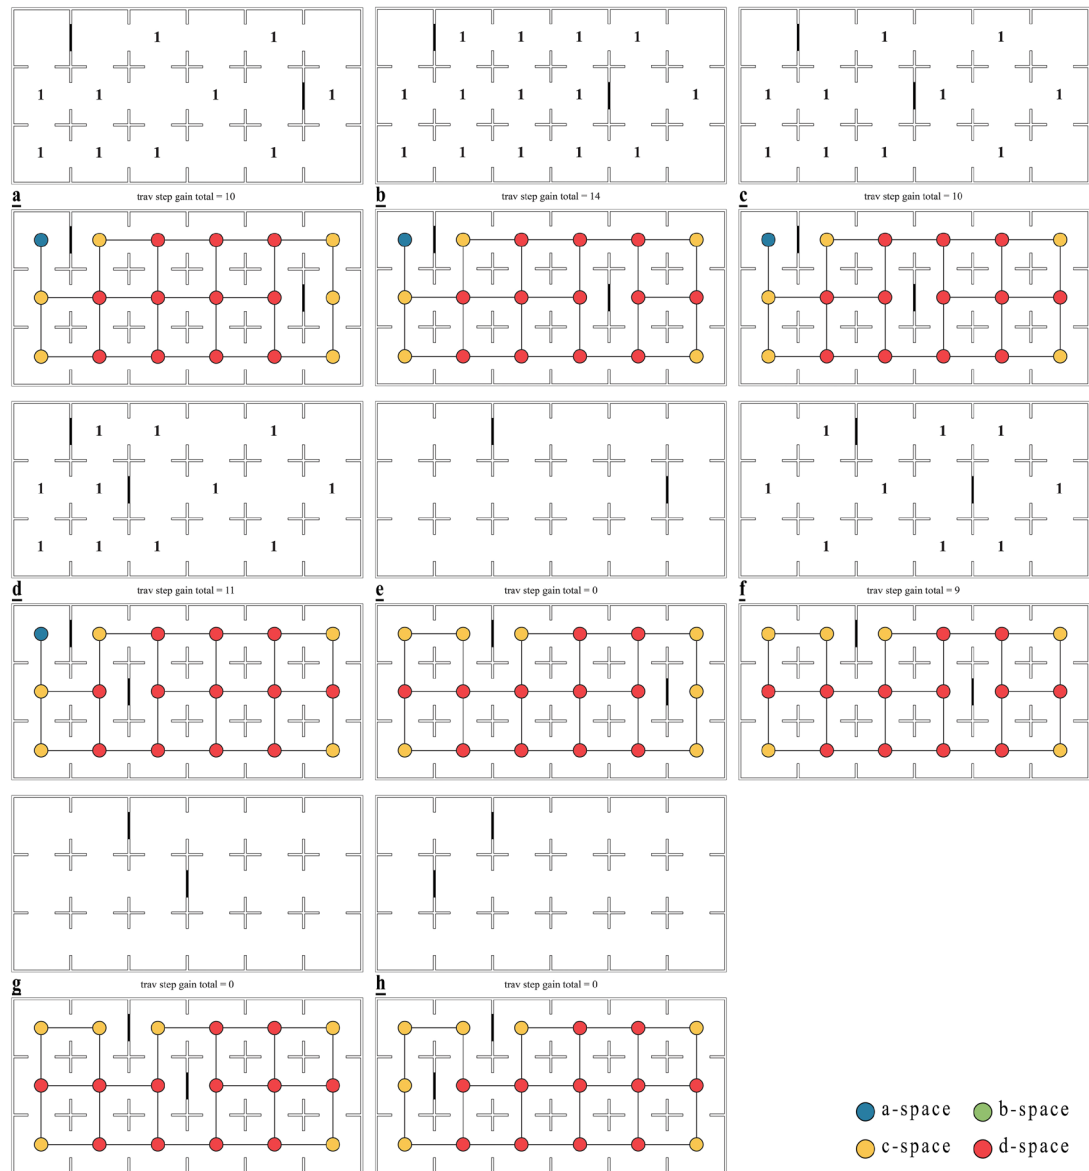 1 1
1 1 1 1
1 1 1 1
a trav step gain total = 10
1 1 1 1
1 1 1 1 1
1 1 1 1 1
b trav step gain total = 14
1 1
1 1 1 1
1 1 1 1
c trav step gain total = 10
1 1 1
1 1 1 1
1 1 1 1
d trav step gain total = 11
e trav step gain total = 0
1 1 1
1 1 1
1 1 1
f trav step gain total = 9
g trav step gain total = 0
h trav step gain total = 0
a-space b-space
c-space d-space